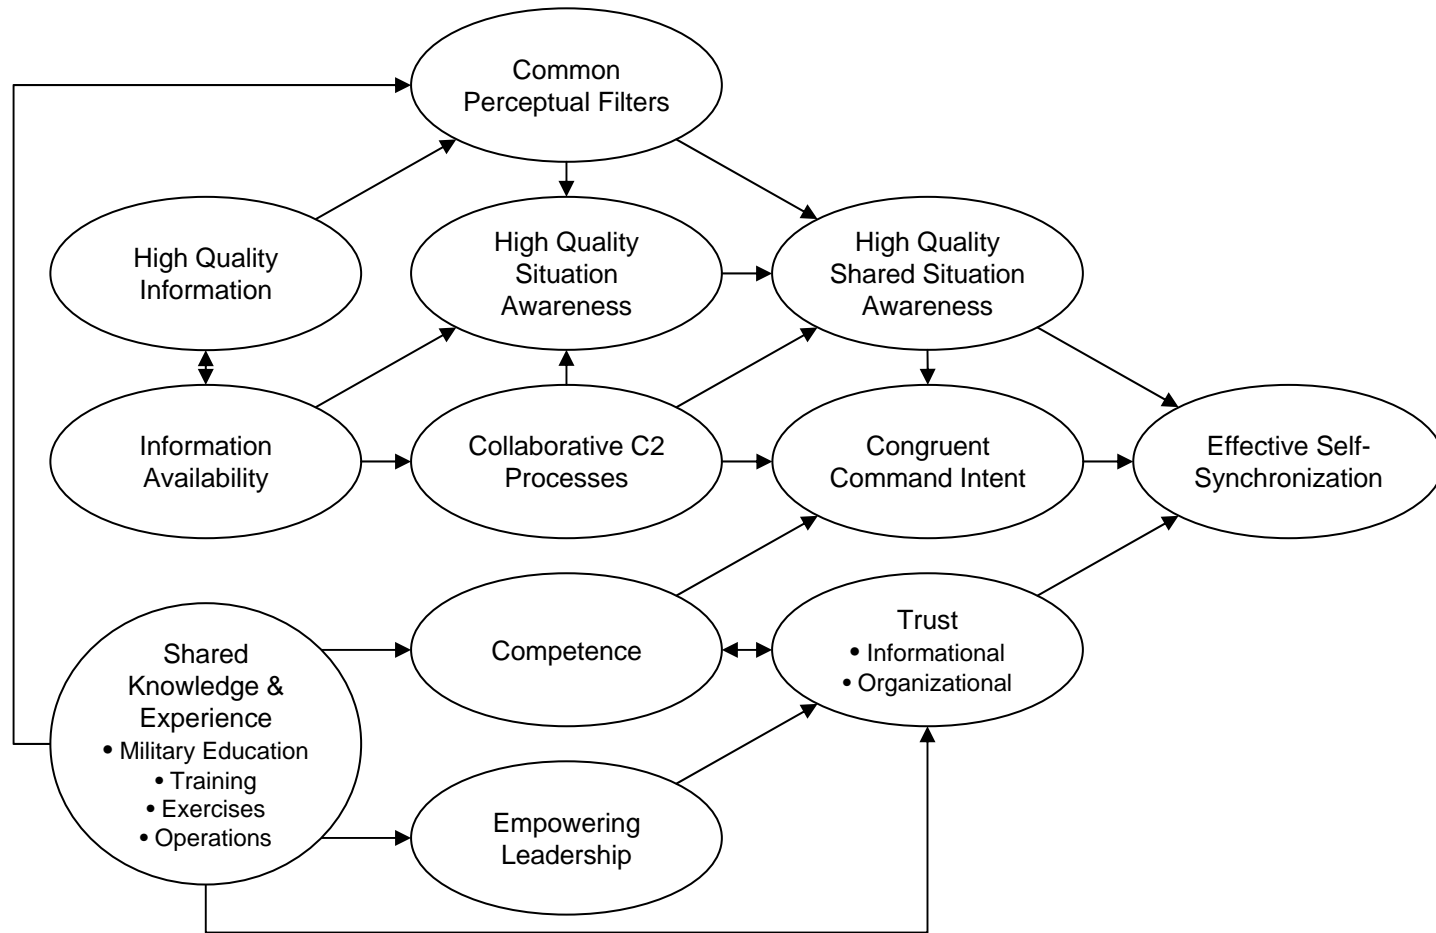 Common
Perceptual Filters
High Quality
Information
High Quality
Situation
Awareness
High Quality
Shared Situation
Awareness
Information
Availability
Collaborative C2
Processes
Congruent
Command Intent
Effective Self-
Synchronization
Shared
Knowledge &
Experience
• Military Education
• Training
• Exercises
• Operations
Competence
Trust
• Informational
• Organizational
Empowering
Leadership